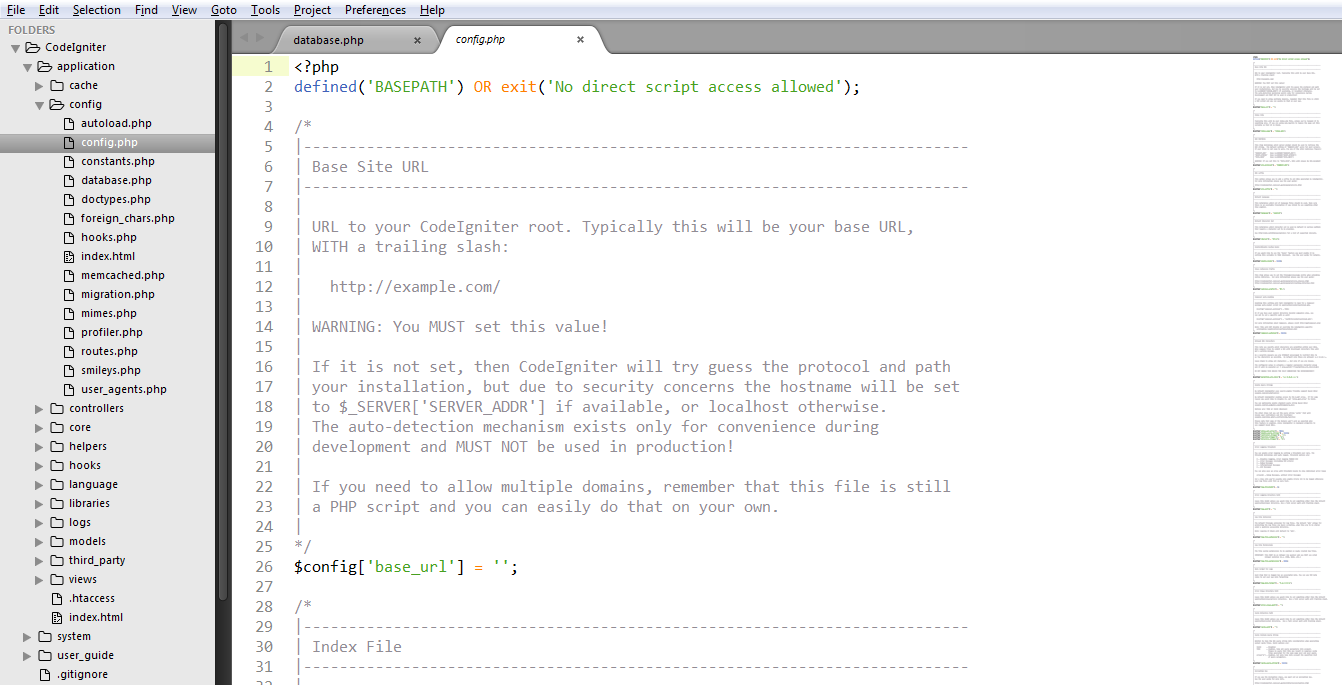 File Edit Selection Find View Goto Tools Project Preferences Help
FOLDERS
CodeIgniter
application
cache
config
autoload.php
config.php
constants.php
database.php
doctypes.php
foreign_chars.php
hooks.php
index.html
memcached.php
migration.php
mimes.php
profiler.php
routes.php
smileys.php
user_agents.php
controllers
core
helpers
hooks
language
libraries
logs
models
third_party
views
.htaccess
index.html
system
user_guide
.gitignore
database.php × config.php ×
1 <?php
2 defined('BASEPATH') OR exit('No direct script access allowed');
3
4 /*
5 |--------------------------------------------------------------------------
6 | Base Site URL
7 |--------------------------------------------------------------------------
8 |
9 | URL to your CodeIgniter root. Typically this will be your base URL,
10 | WITH a trailing slash:
11 |
12 |   http://example.com/
13 |
14 | WARNING: You MUST set this value!
15 |
16 | If it is not set, then CodeIgniter will try guess the protocol and path
17 | your installation, but due to security concerns the hostname will be set
18 | to $_SERVER['SERVER_ADDR'] if available, or localhost otherwise.
19 | The auto-detection mechanism exists only for convenience during
20 | development and MUST NOT be used in production!
21 |
22 | If you need to allow multiple domains, remember that this file is still
23 | a PHP script and you can easily do that on your own.
24 |
25 */
26 $config['base_url'] = '';
27
28 /*
29 |--------------------------------------------------------------------------
30 | Index File
31 |--------------------------------------------------------------------------
32 |